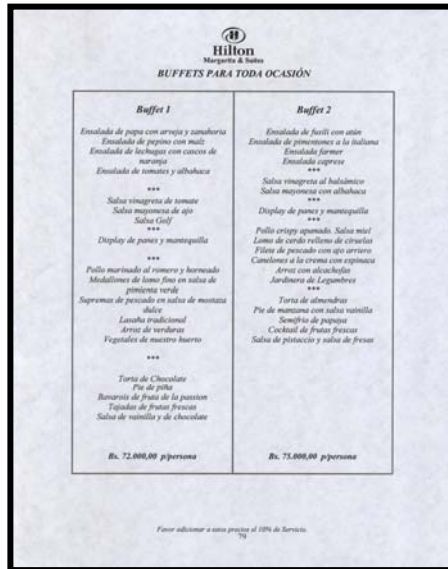 Hilton
Margarita & Suites
BUFFETS PARA TODA OCASIÓN
Buffet 1
Ensalada de papa con arveja y zanahoria
Ensalada de pepino con maíz
Ensalada de lechugas con cascos de
naranja
Ensalada de tomates y albahaca
***
Salsa vinagreta de tomate
Salsa mayonesa de ajo
Salsa Golf
***
Display de panes y mantequilla
***
Pollo marinado al romero y horneado
Medallones de lomo fino en salsa de
pimienta verde
Supremas de pescado en salsa de mostaza
dulce
Lasaña tradicional
Arroz de verduras
Vegetales de nuestro huerto
***
Torta de Chocolate
Pie de piña
Bavarois de fruta de la passion
Tajadas de frutas frescas
Salsa de vainilla y de chocolate
Bs. 72.000,00 p/persona
Buffet 2
Ensalada de fusili con atún
Ensalada de pimentones a la italiana
Ensalada farmer
Ensalada caprese
***
Salsa vinagreta al balsámico
Salsa mayonesa con albahaca
***
Display de panes y mantequilla
***
Pollo crispy apanado. Salsa miel
Lomo de cerdo relleno de ciruelas
Filete de pescado con ajo arriero
Canelones a la crema con espinaca
Arroz con alcachofas
Jardinera de Legumbres
***
Torta de almendras
Pie de manzana con salsa vainilla
Semifrio de papaya
Cocktail de frutas frescas
Salsa de pistaccio y salsa de fresas
Bs. 75.000,00 p/persona
Favor adicionar a estos precios el 10% de Servicio.
79